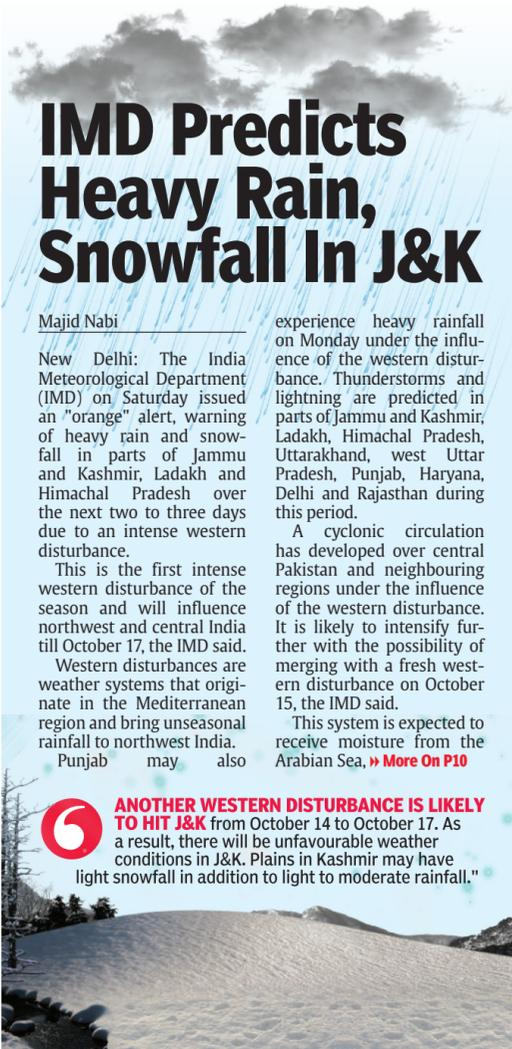 IMD Predicts
Heavy Rain,
Snowfall In J&K
Majid Nabi
New Delhi: The India
Meteorological Department
(IMD) on Saturday issued
an "orange" alert, warning
of heavy rain and snow-
fall in parts of Jammu
and Kashmir, Ladakh and
Himachal Pradesh over
the next two to three days
due to an intense western
disturbance.
This is the first intense
western disturbance of the
season and will influence
northwest and central India
till October 17, the IMD said.
Western disturbances are
weather systems that origi-
nate in the Mediterranean
region and bring unseasonal
rainfall to northwest India.
Punjab may also
experience heavy rainfall
on Monday under the influ-
ence of the western distur-
bance. Thunderstorms and
lightning are predicted in
parts of Jammu and Kashmir,
Ladakh, Himachal Pradesh,
Uttarakhand, west Uttar
Pradesh, Punjab, Haryana,
Delhi and Rajasthan during
this period.
A cyclonic circulation
has developed over central
Pakistan and neighbouring
regions under the influence
of the western disturbance.
It is likely to intensify fur-
ther with the possibility of
merging with a fresh west-
ern disturbance on October
15, the IMD said.
This system is expected to
receive moisture from the
Arabian Sea, More On P10
ANOTHER WESTERN DISTURBANCE IS LIKELY
TO HIT J&K from October 14 to October 17. As
a result, there will be unfavourable weather
conditions in J&K. Plains in Kashmir may have
light snowfall in addition to light to moderate rainfall."